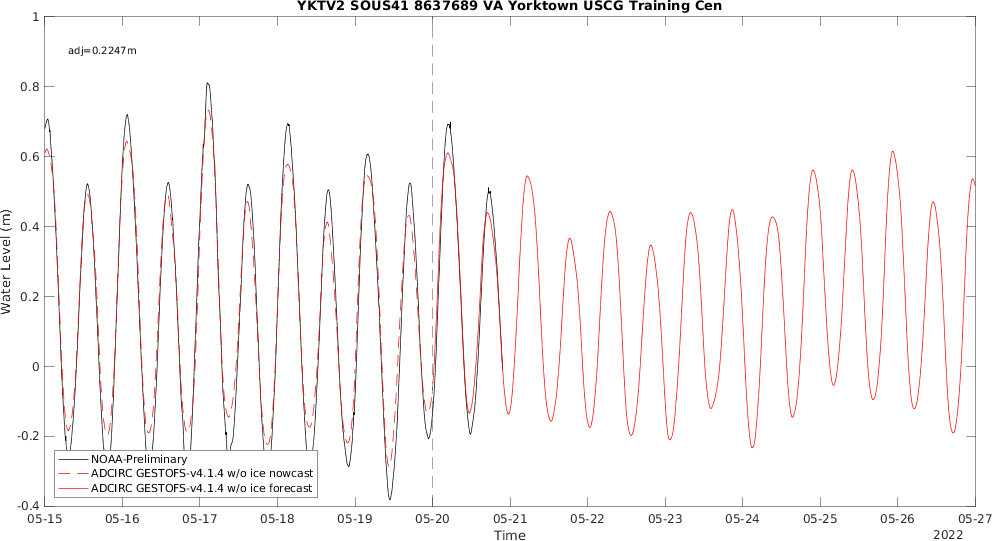 YKTV2 SOUS41 8637689 VA Yorktown USCG Training Cen
adj=0.2247m
Water Level (m)
1
0.8
0.6
0.4
0.2
0
-0.2
-0.4
NOAA-Preliminary
ADCIRC GESTOFS-v4.1.4 w/o ice nowcast
ADCIRC GESTOFS-v4.1.4 w/o ice forecast
05-15 05-16 05-17 05-18 05-19 05-20 05-21 05-22 05-23 05-24 05-25 05-26 05-27
Time
2022